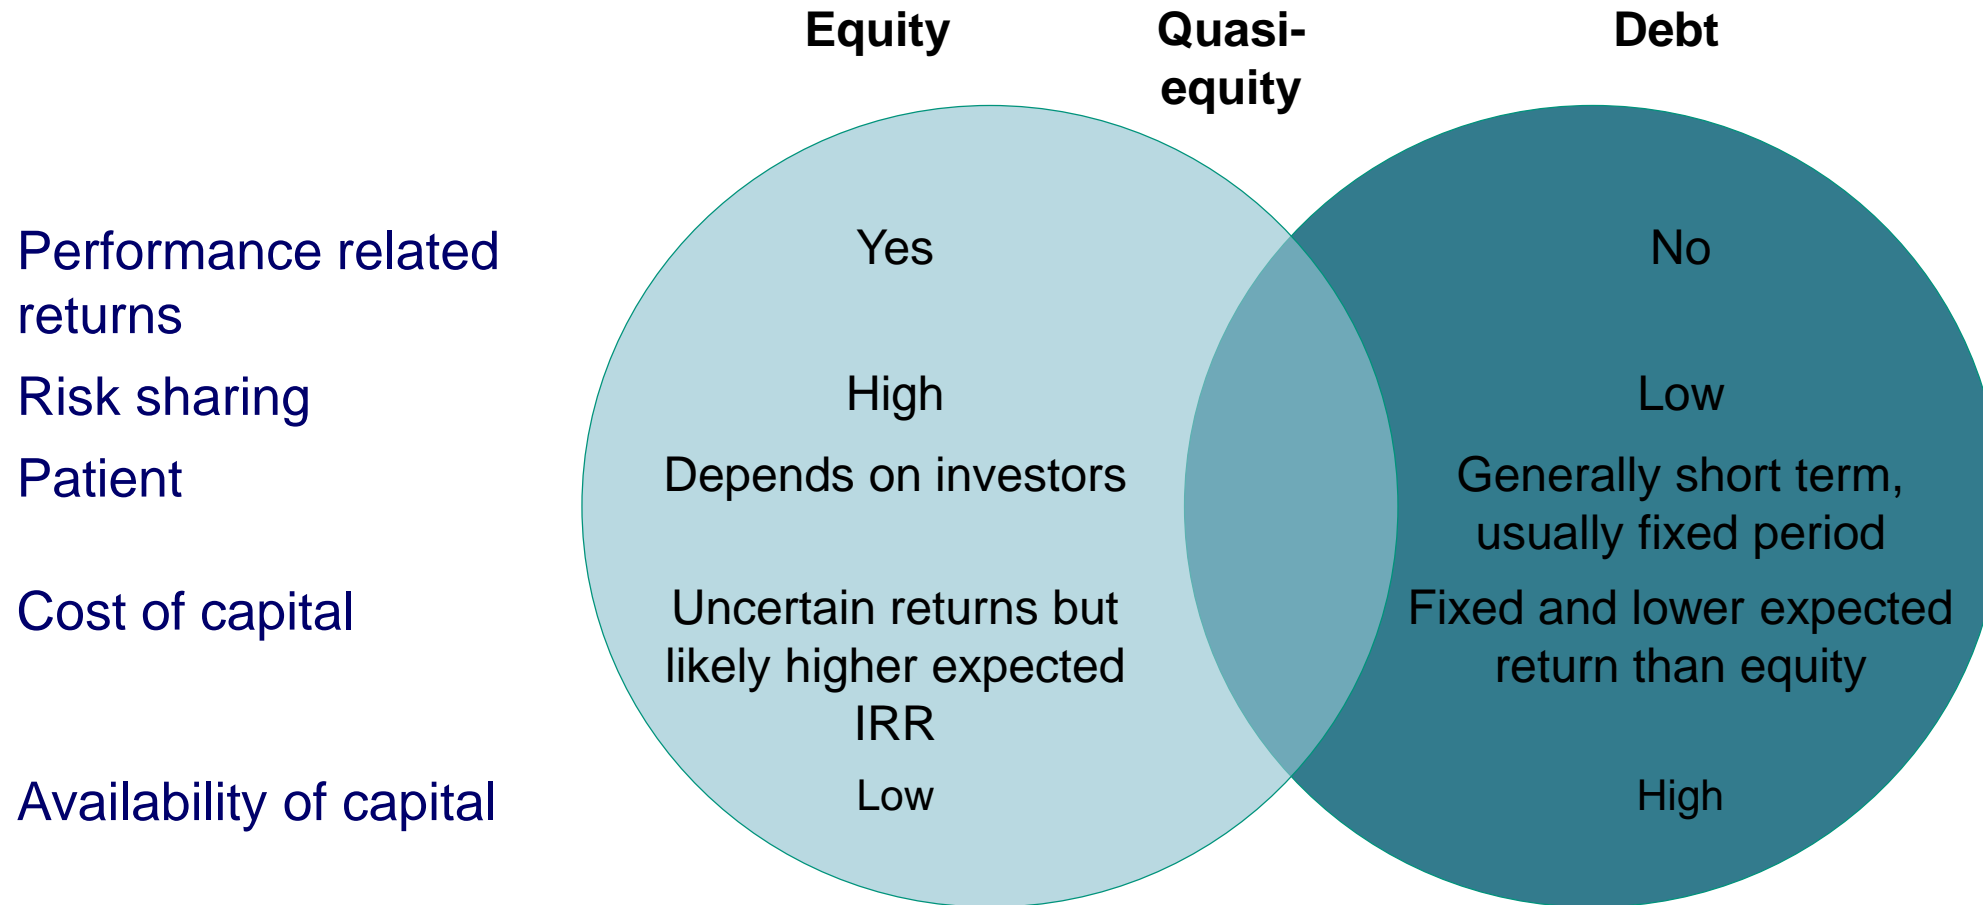 Equity
Quasi-
equity
Debt
Performance related
returns
Yes
No
Risk sharing
High
Low
Patient
Depends on investors
Generally short term,
usually fixed period
Cost of capital
Uncertain returns but
likely higher expected
IRR
Fixed and lower expected
return than equity
Availability of capital
Low
High